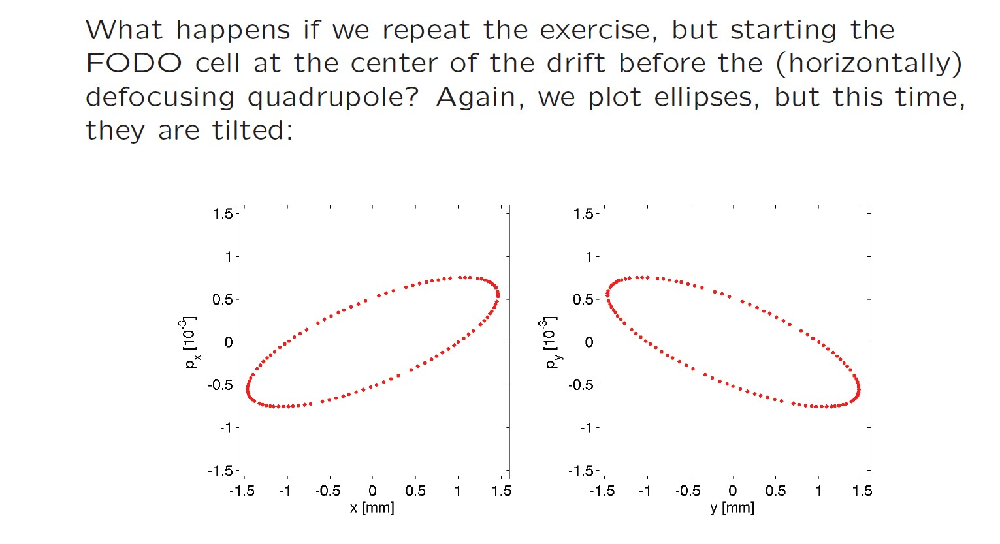 What happens if we repeat the exercise, but starting the
FODO cell at the center of the drift before the (horizontally)
defocusing quadrupole? Again, we plot ellipses, but this time,
they are tilted:
1.5
1
0.5
0
-0.5
-1
-1.5
p_x [10^-3]
-1.5 -1 -0.5 0 0.5 1 1.5
x [mm]
1.5
1
0.5
0
-0.5
-1
-1.5
p_y [10^-3]
-1.5 -1 -0.5 0 0.5 1 1.5
y [mm]